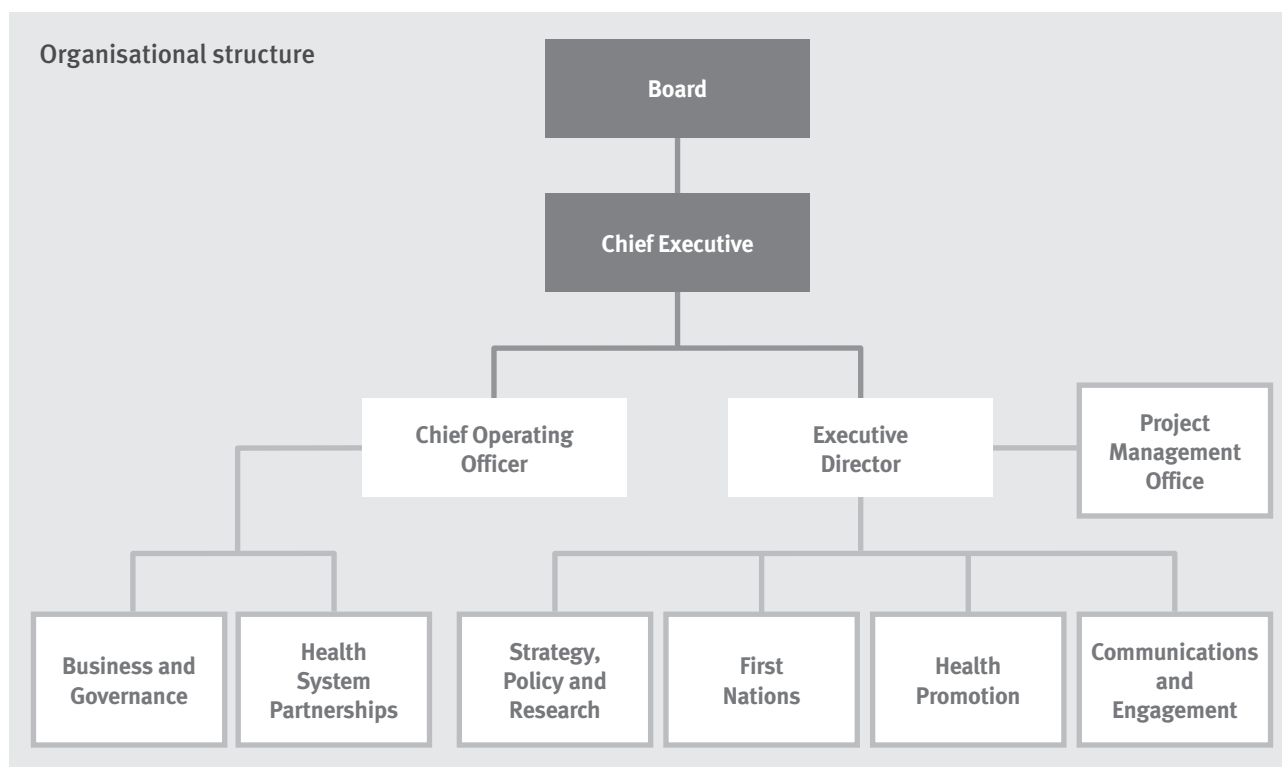 Organisational structure
Board
Chief Executive
Chief Operating
Officer
Executive
Director
Project
Management
Office
Business and
Governance
Health
System
Partnerships
Strategy,
Policy and
Research
First
Nations
Health
Promotion
Communications
and
Engagement